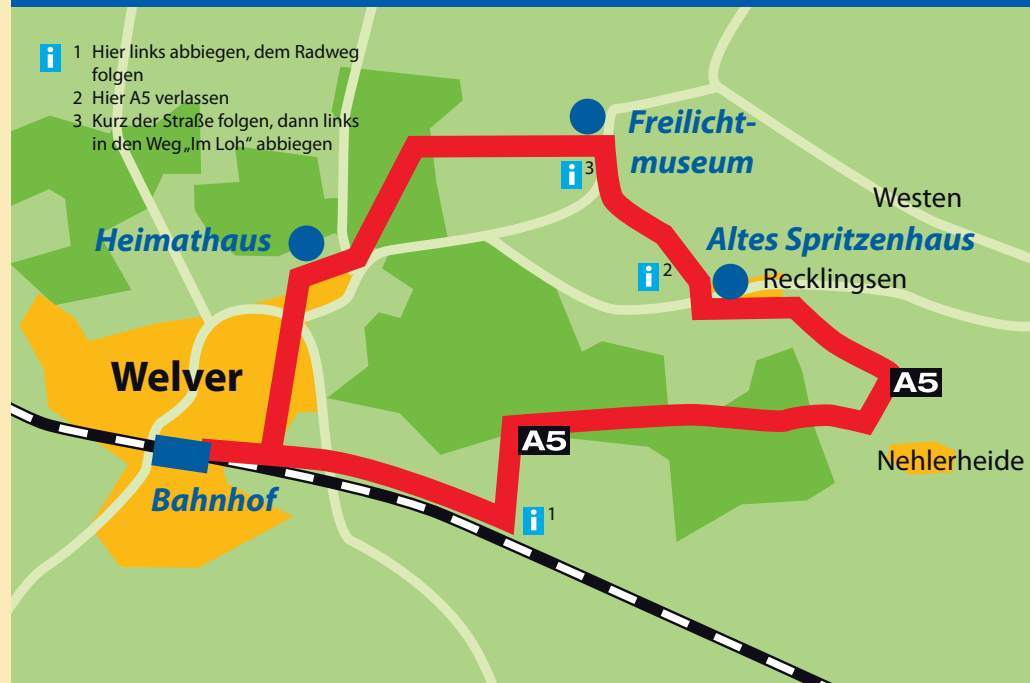 i 1 Hier links abbiegen, dem Radweg
folgen
2 Hier A5 verlassen
3 Kurz der Straße folgen, dann links
in den Weg „Im Loh“ abbiegen
Freilicht-
museum
i 3
Westen
Heimathaus
Altes Spritzenhaus
i 2
Recklingsen
Welver
A5
A5
Nehlerheide
Bahnhof
i 1